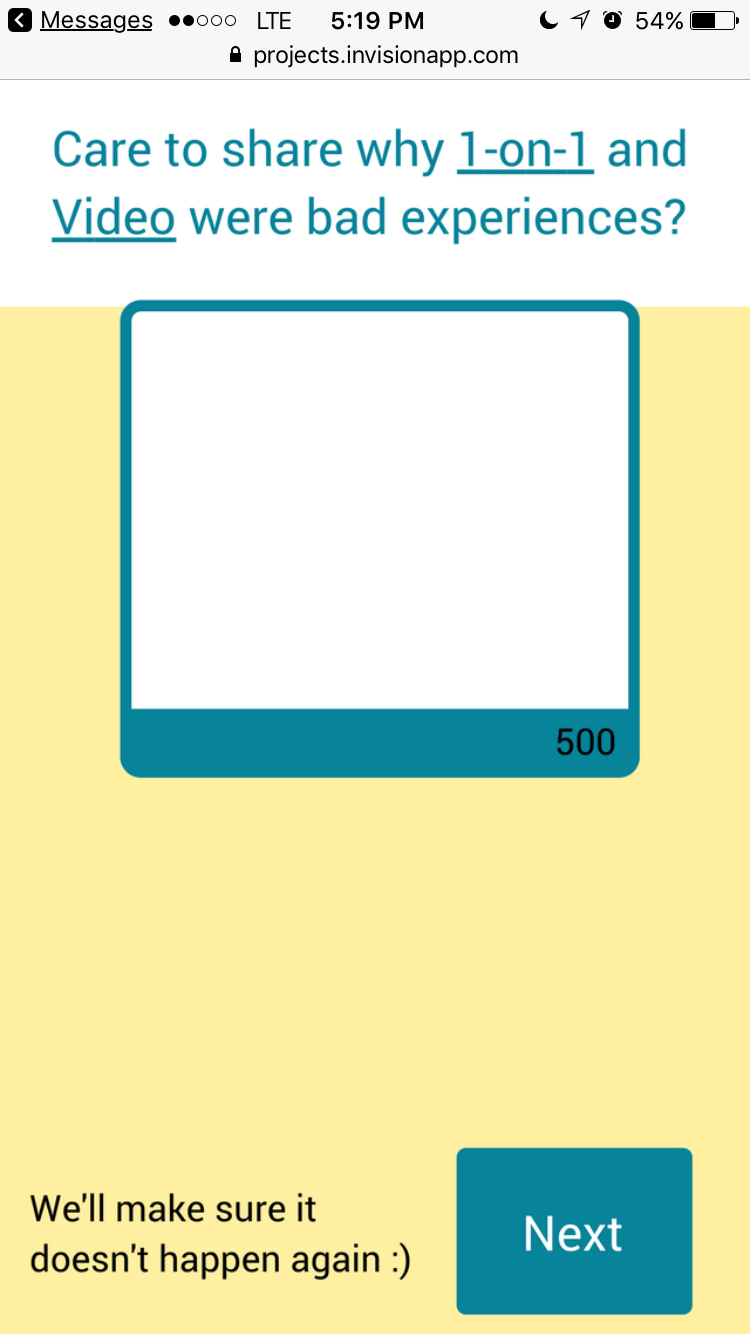 Messages LTE 5:19 PM 54%
projects.invisionapp.com
Care to share why 1-on-1 and
Video were bad experiences?
500
We'll make sure it
doesn't happen again :)
Next